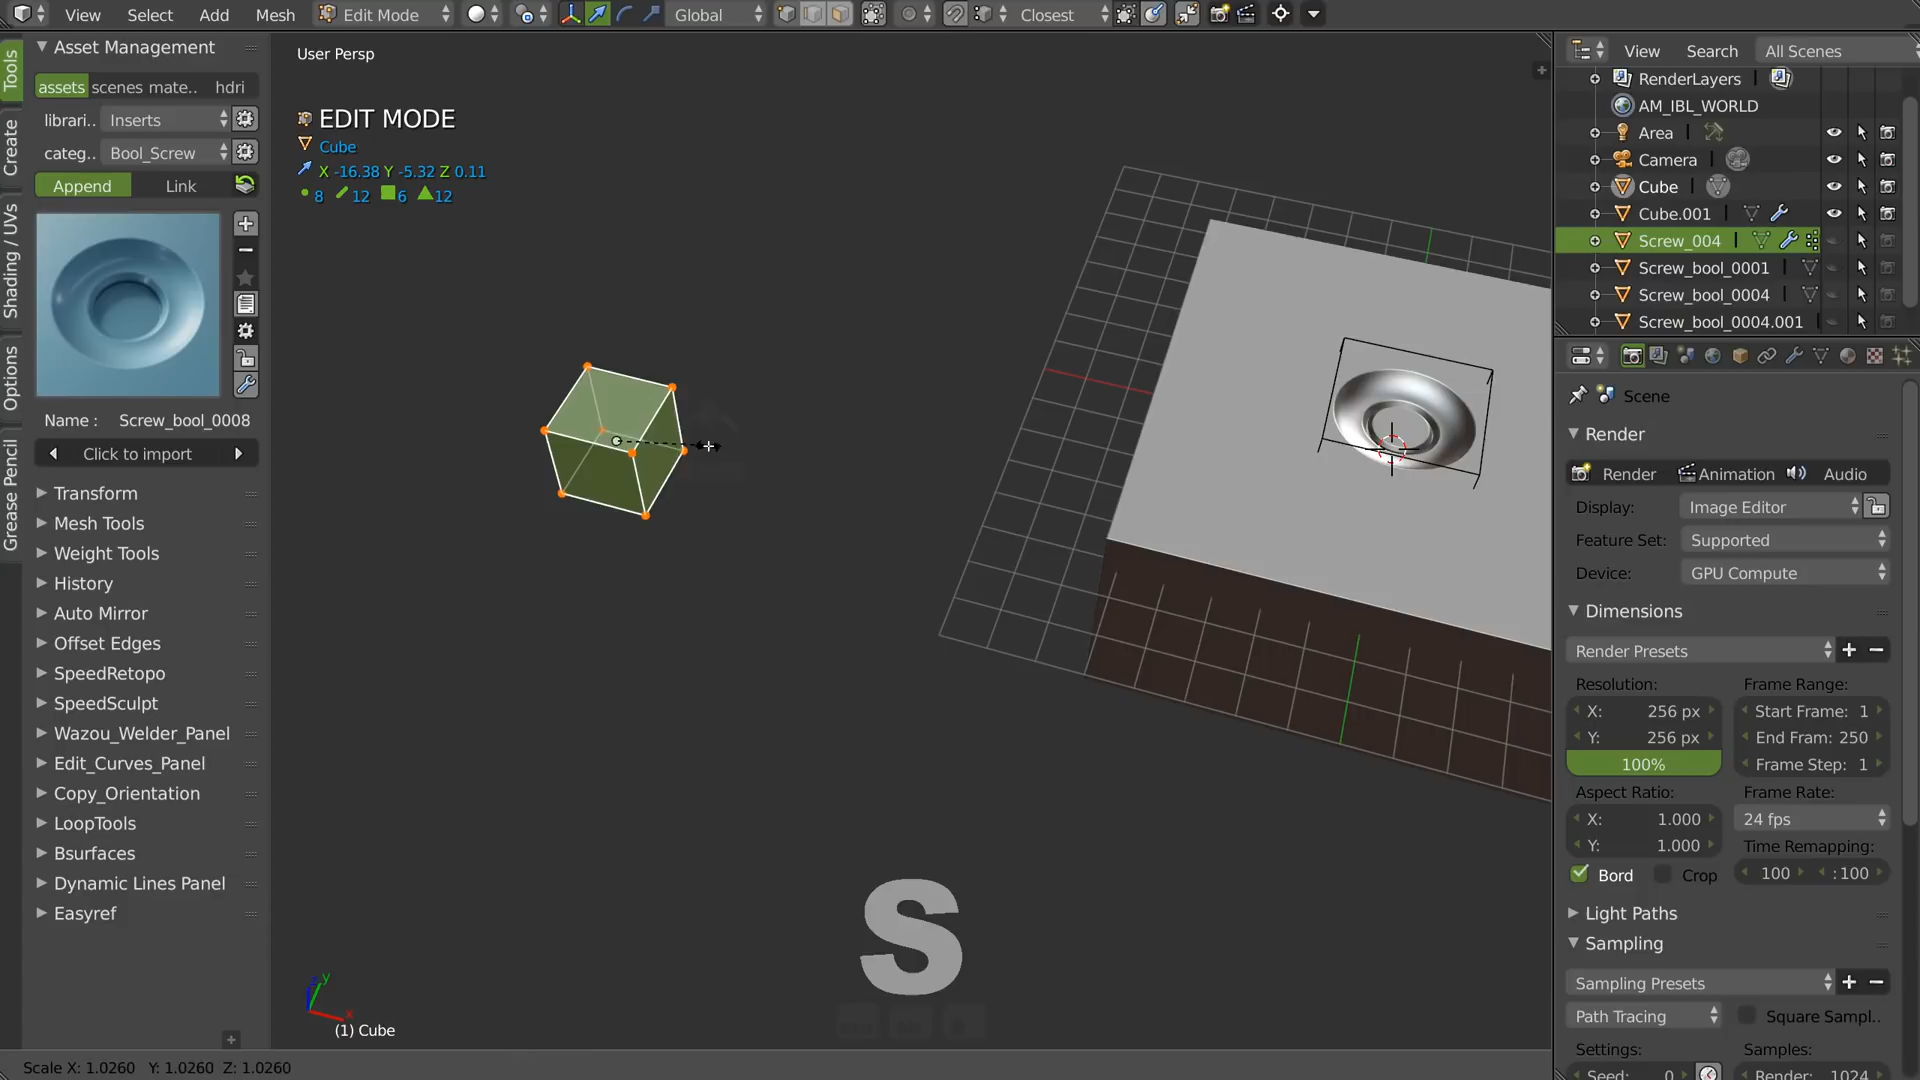 View Select Add Mesh Edit Mode Global Closest
Tools
Create
Shading / UVs
Options
Grease Pencil
Asset Management
assets scenes mate.. hdri
librari.. Inserts
categ.. Bool_Screw
Append Link
Name : Screw_bool_0008
Click to import
Transform
Mesh Tools
Weight Tools
History
Auto Mirror
Offset Edges
SpeedRetopo
SpeedSculpt
Wazou_Welder_Panel
Edit_Curves_Panel
Copy_Orientation
LoopTools
Bsurfaces
Dynamic Lines Panel
Easyref
User Persp
EDIT MODE
Cube
X -16.38 Y -5.32 Z 0.11
8 12 6 12
S
y
x
(1) Cube
Scale X: 1.0260 Y: 1.0260 Z: 1.0260
View Search All Scenes
RenderLayers
AM_IBL_WORLD
Area
Camera
Cube
Cube.001
Screw_004
Screw_bool_0001
Screw_bool_0004
Screw_bool_0004.001
Scene
Render
Render Animation Audio
Display: Image Editor
Feature Set: Supported
Device: GPU Compute
Dimensions
Render Presets
Resolution: Frame Range:
X: 256 px Start Frame: 1
Y: 256 px End Fram: 250
100% Frame Step: 1
Aspect Ratio: Frame Rate:
X: 1.000 24 fps
Y: 1.000 Time Remapping:
Bord Crop 100 : 100
Light Paths
Sampling
Sampling Presets
Path Tracing Square Sampl..
Settings: Samples:
Seed: 0 Render: 1024